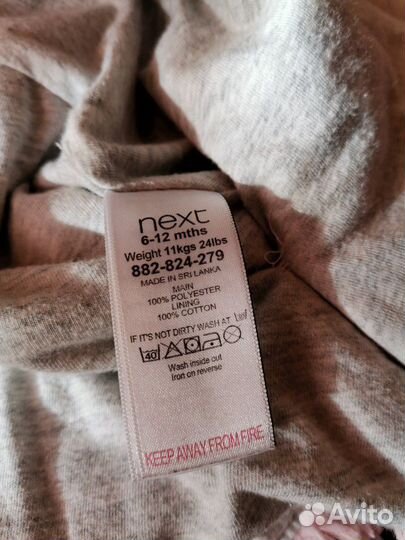 next
6-12 mths
Weight 11kgs 24lbs
882-824-279
MADE IN SRI LANKA
MAIN
100% POLYESTER
LINING
100% COTTON
IF IT'S NOT DIRTY WASH AT 30
40
Wash inside out
Iron on reverse
KEEP AWAY FROM FIRE
Avito